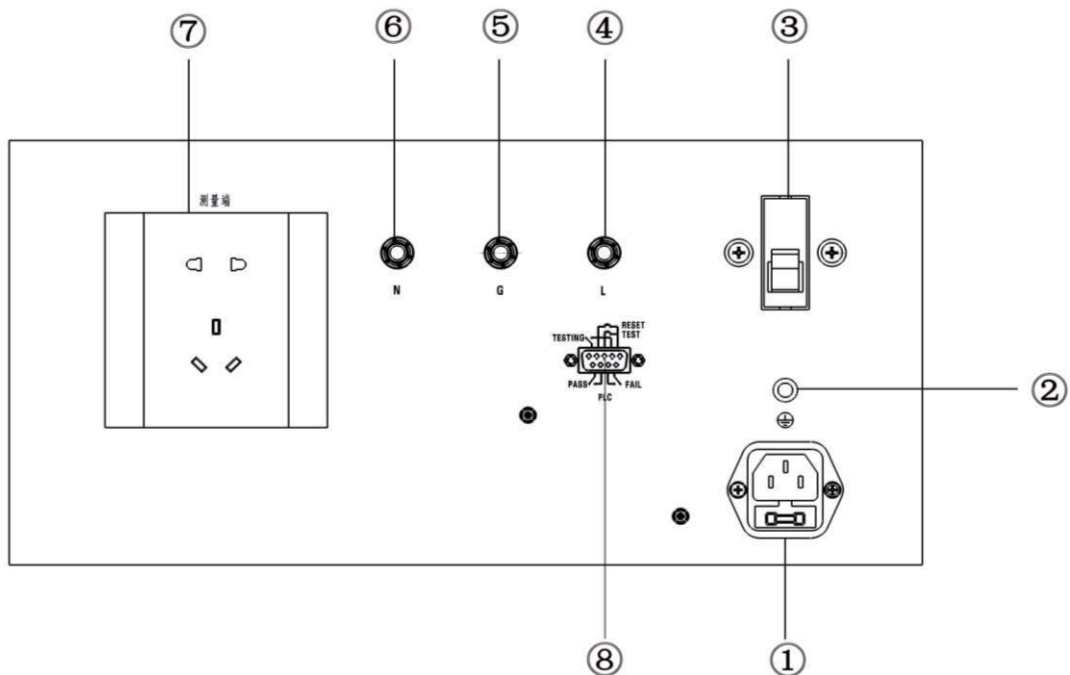 ⑦ ⑥ ⑤ ④ ③
测量端
N G L
RESET
TESTING TEST
PASS FAIL
PLC
②
⑧ ①